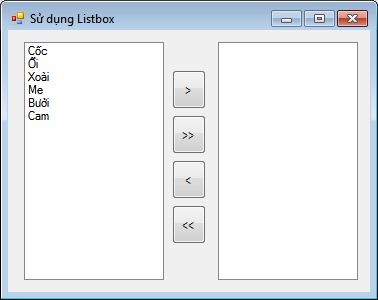 Sử dụng Listbox
Cốc
Ổi
Xoài
Me
Bưởi
Cam
>
>>
<
<<